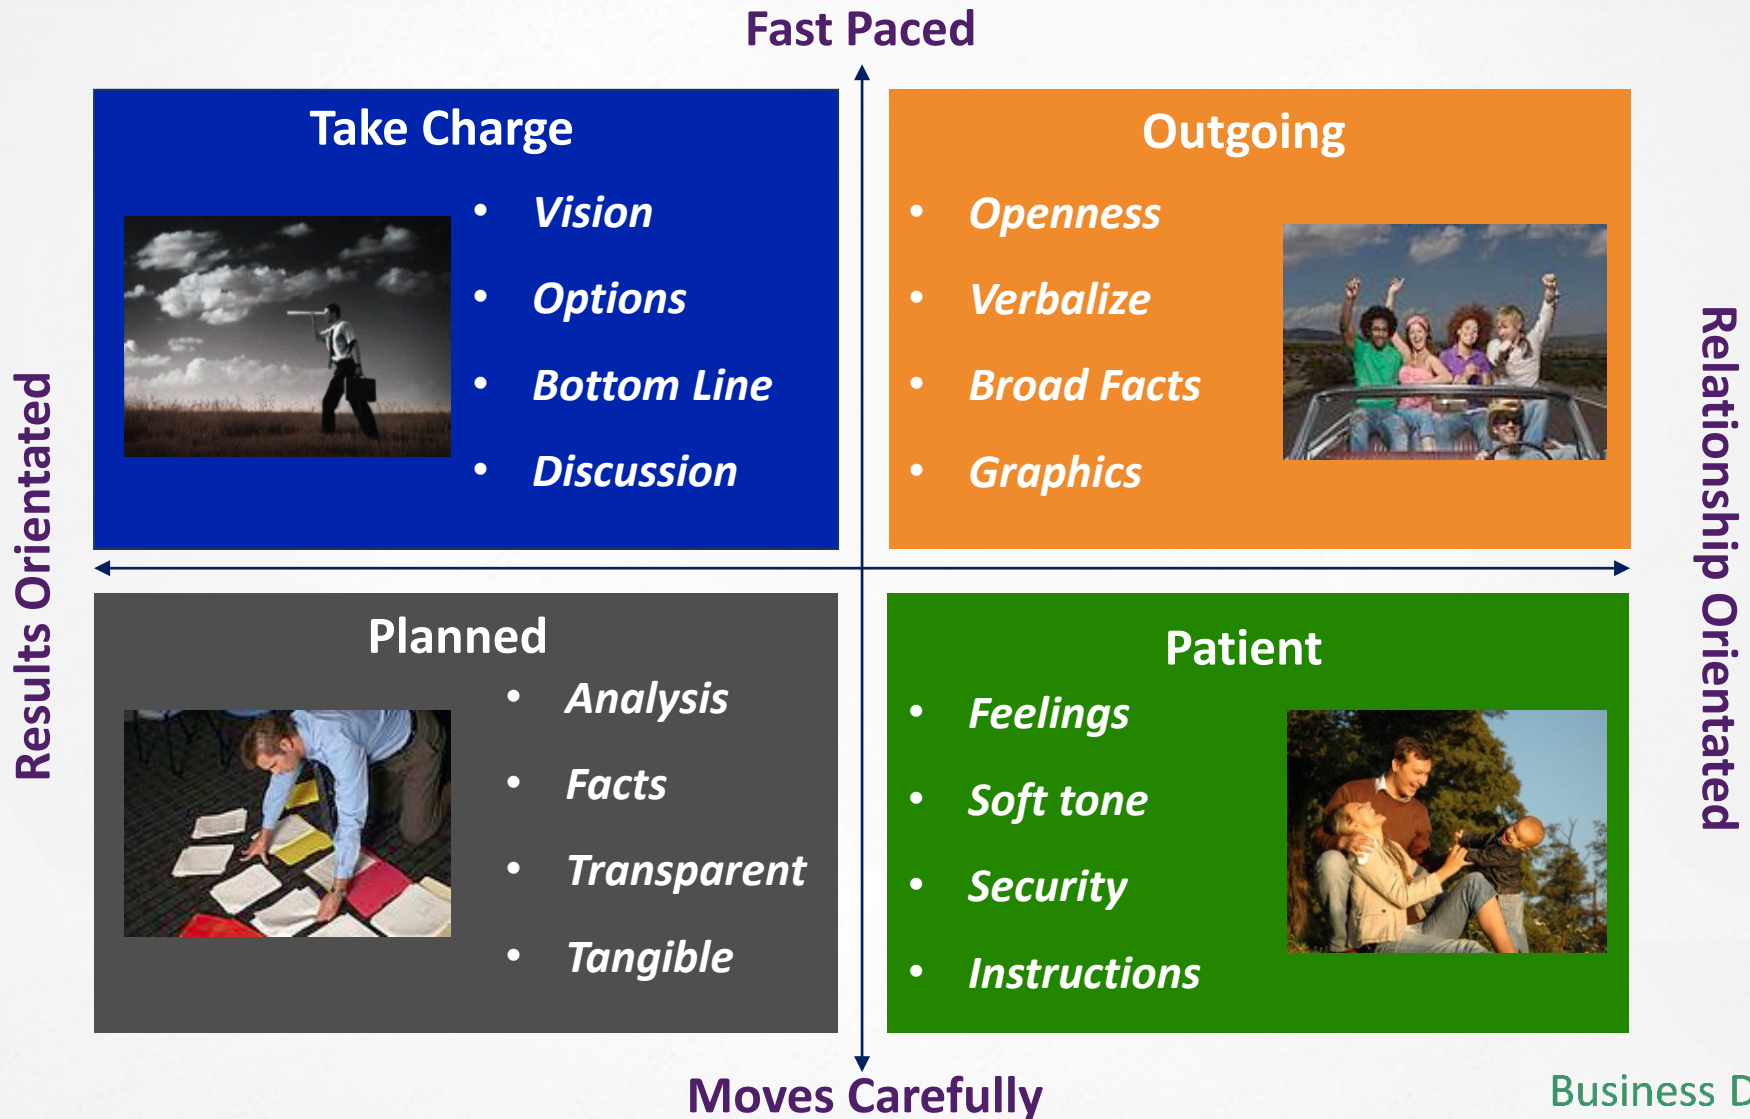 Fast Paced
Take Charge
• Vision
• Options
• Bottom Line
• Discussion
Outgoing
• Openness
• Verbalize
• Broad Facts
• Graphics
Results Orientated
Relationship Orientated
Planned
• Analysis
• Facts
• Transparent
• Tangible
Patient
• Feelings
• Soft tone
• Security
• Instructions
Moves Carefully
Business D